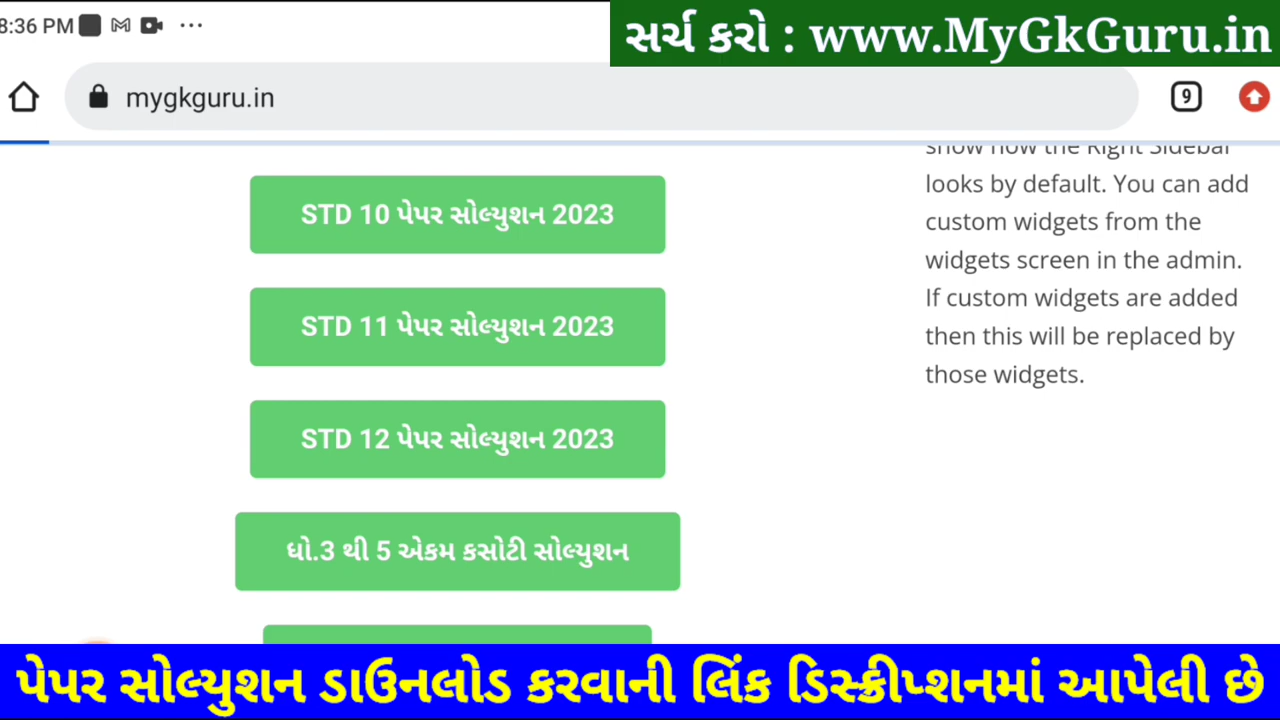 8:36 PM
સર્ચ કરો : www.MyGkGuru.in
mygkguru.in
9
show how the Right Sidebar
looks by default. You can add
custom widgets from the
widgets screen in the admin.
If custom widgets are added
then this will be replaced by
those widgets.
STD 10 પેપર સોલ્યુશન 2023
STD 11 પેપર સોલ્યુશન 2023
STD 12 પેપર સોલ્યુશન 2023
ધો.3 થી 5 એકમ કસોટી સોલ્યુશન
પેપર સોલ્યુશન ડાઉનલોડ કરવાની લિંક ડિસ્ક્રીપ્શનમાં આપેલી છે